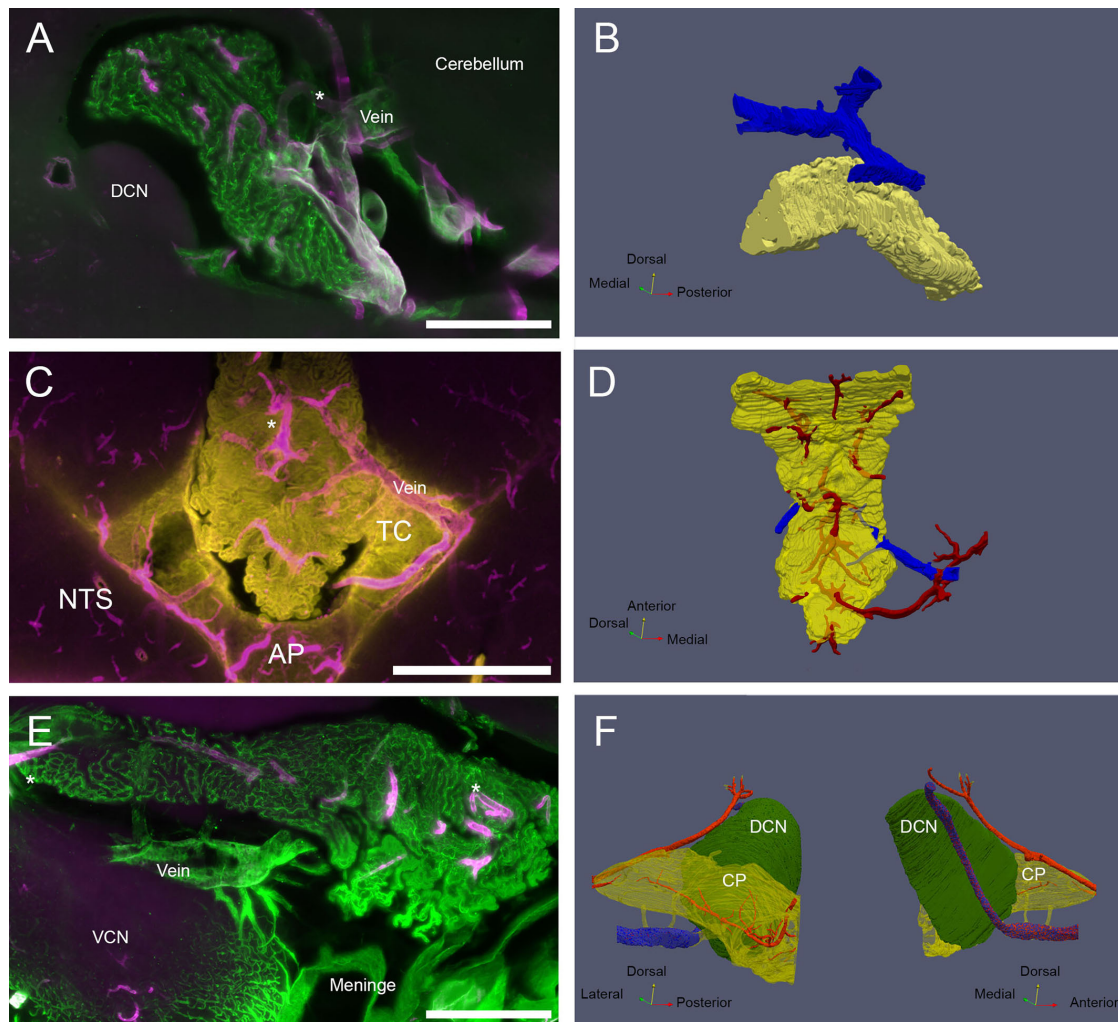 A
Cerebellum
*
Vein
DCN
B
Dorsal
Medial
Posterior
C
*
Vein
TC
NTS
AP
D
Anterior
Dorsal
Medial
E
*
*
Vein
VCN
Meninge
F
DCN
DCN
CP
CP
Dorsal
Dorsal
Lateral
Posterior
Medial
Anterior